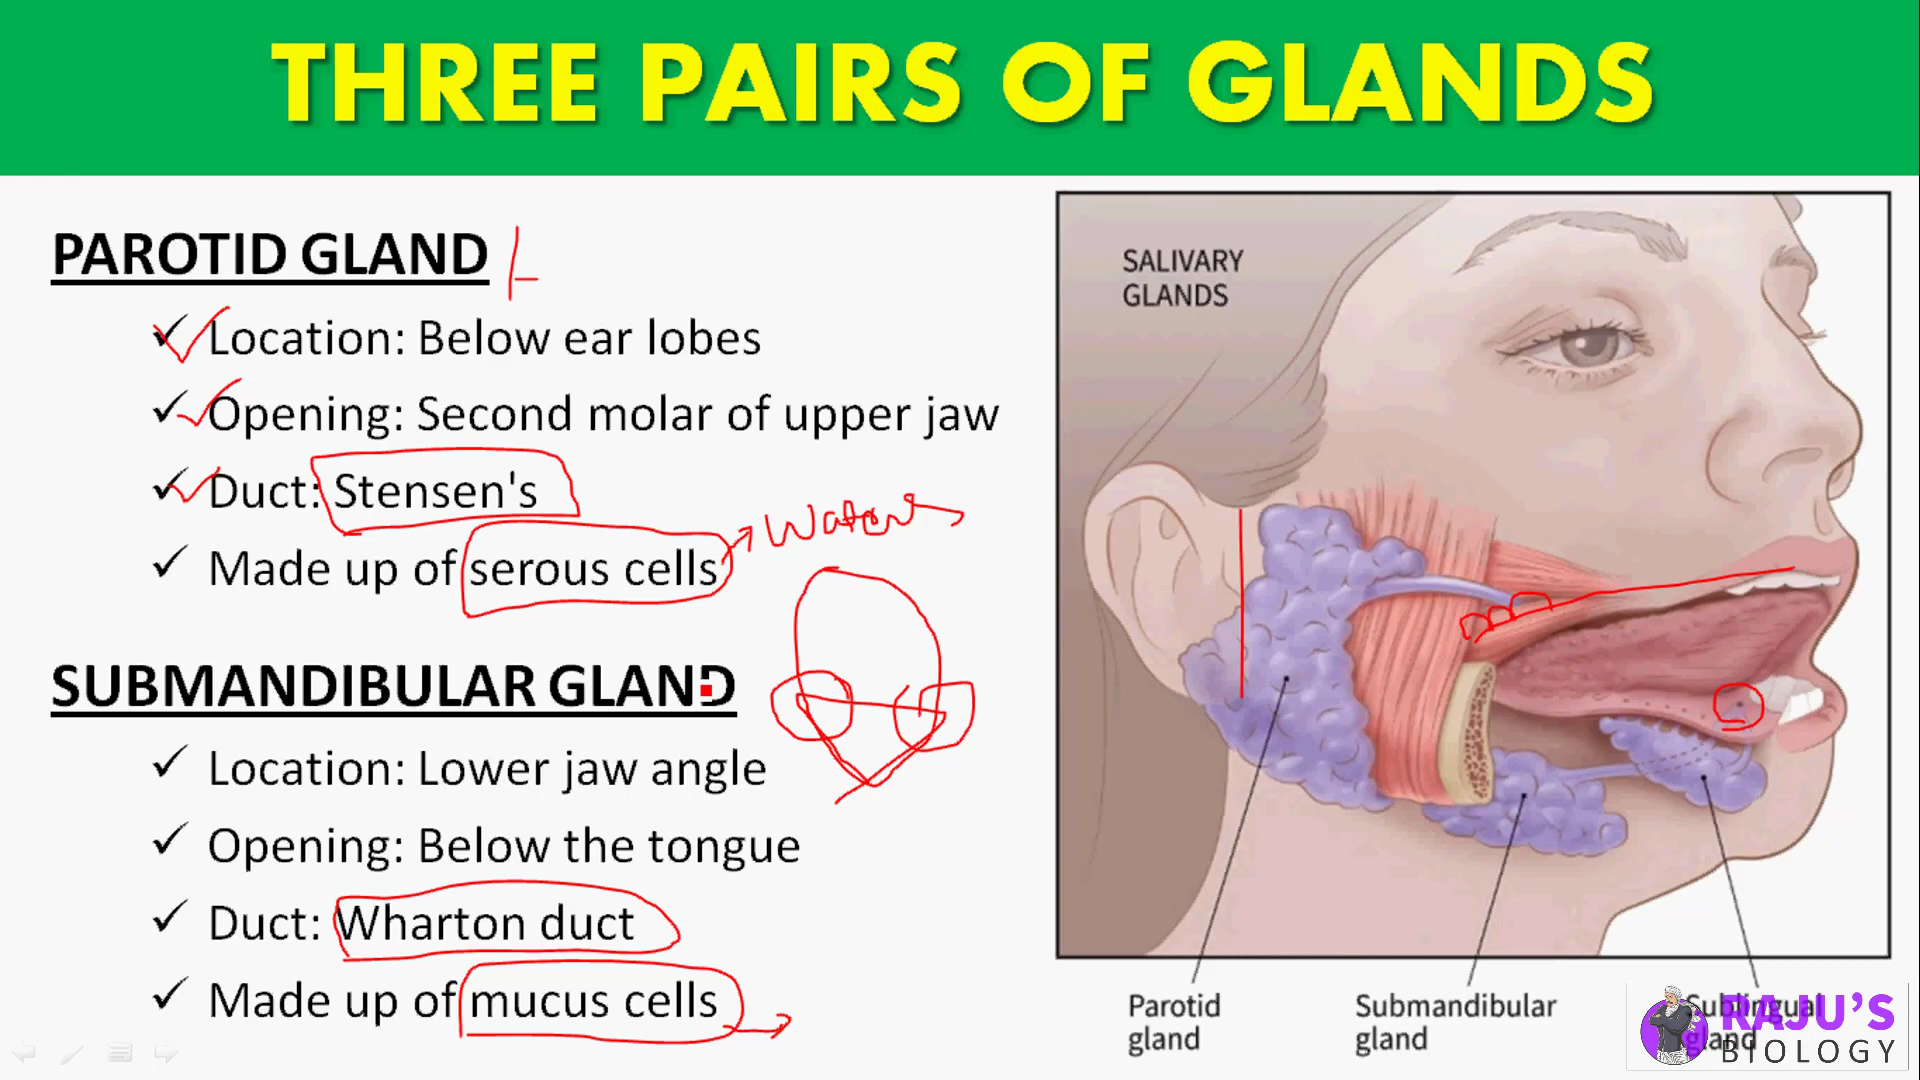 THREE PAIRS OF GLANDS
PAROTID GLAND
✓ Location: Below ear lobes
✓ Opening: Second molar of upper jaw
✓ Duct: Stensen's
✓ Made up of serous cells
SUBMANDIBULAR GLAND
✓ Location: Lower jaw angle
✓ Opening: Below the tongue
✓ Duct: Wharton duct
✓ Made up of mucus cells
SALIVARY
GLANDS
Parotid
gland
Submandibular
gland
Sublingual
gland
RAJU'S
BIOLOGY